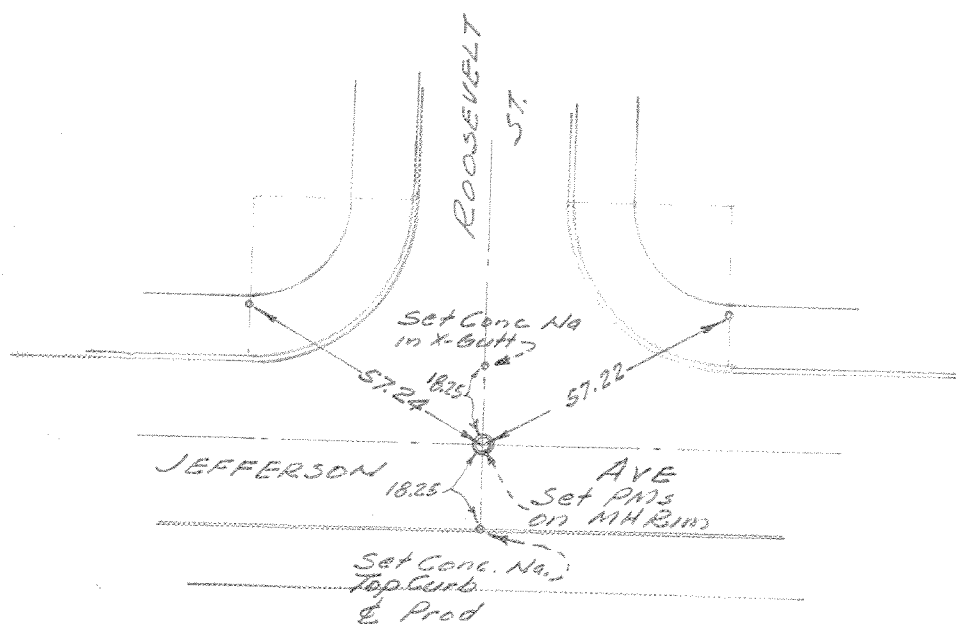 ROOSEVELT
ST.
Set Conc. Na
in X-Gutt
57.24
18.25
57.22
JEFFERSON
AVE
18.25
Set PMs
on MH Rim
Set Conc. Na.
Top Curb
℄ Prod